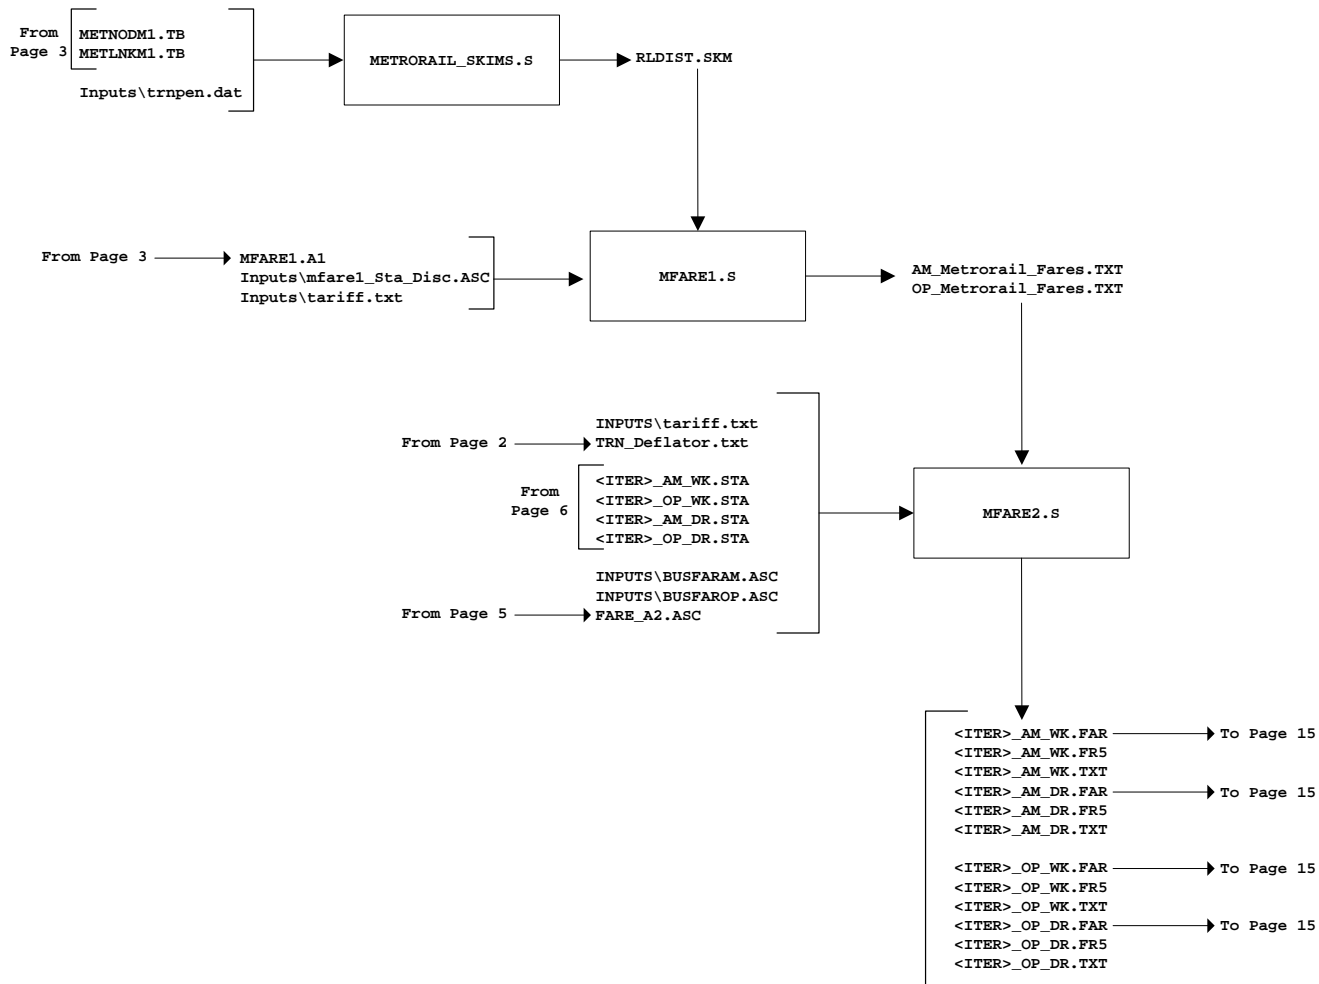 From
Page 3
METNODM1.TB
METLNKM1.TB
Inputs\trnpen.dat
METRORAIL_SKIMS.S
RLDIST.SKM
From Page 3
MFARE1.A1
Inputs\mfare1_Sta_Disc.ASC
Inputs\tariff.txt
MFARE1.S
AM_Metrorail_Fares.TXT
OP_Metrorail_Fares.TXT
INPUTS\tariff.txt
From Page 2
TRN_Deflator.txt
From
Page 6
<ITER>_AM_WK.STA
<ITER>_OP_WK.STA
<ITER>_AM_DR.STA
<ITER>_OP_DR.STA
INPUTS\BUSFARAM.ASC
INPUTS\BUSFAROP.ASC
From Page 5
FARE_A2.ASC
MFARE2.S
<ITER>_AM_WK.FAR
To Page 15
<ITER>_AM_WK.FR5
<ITER>_AM_WK.TXT
<ITER>_AM_DR.FAR
To Page 15
<ITER>_AM_DR.FR5
<ITER>_AM_DR.TXT
<ITER>_OP_WK.FAR
To Page 15
<ITER>_OP_WK.FR5
<ITER>_OP_WK.TXT
<ITER>_OP_DR.FAR
To Page 15
<ITER>_OP_DR.FR5
<ITER>_OP_DR.TXT